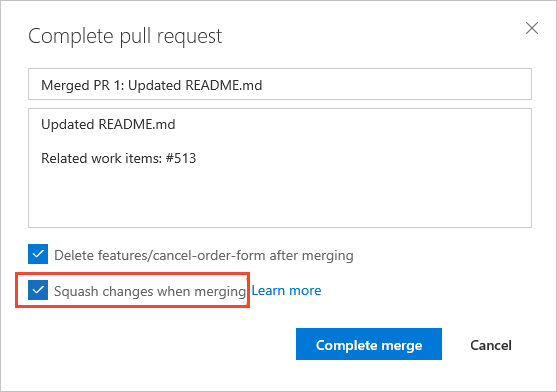 Complete pull request
Merged PR 1: Updated README.md
Updated README.md
Related work items: #513
Delete features/cancel-order-form after merging
Squash changes when merging Learn more
Complete merge Cancel